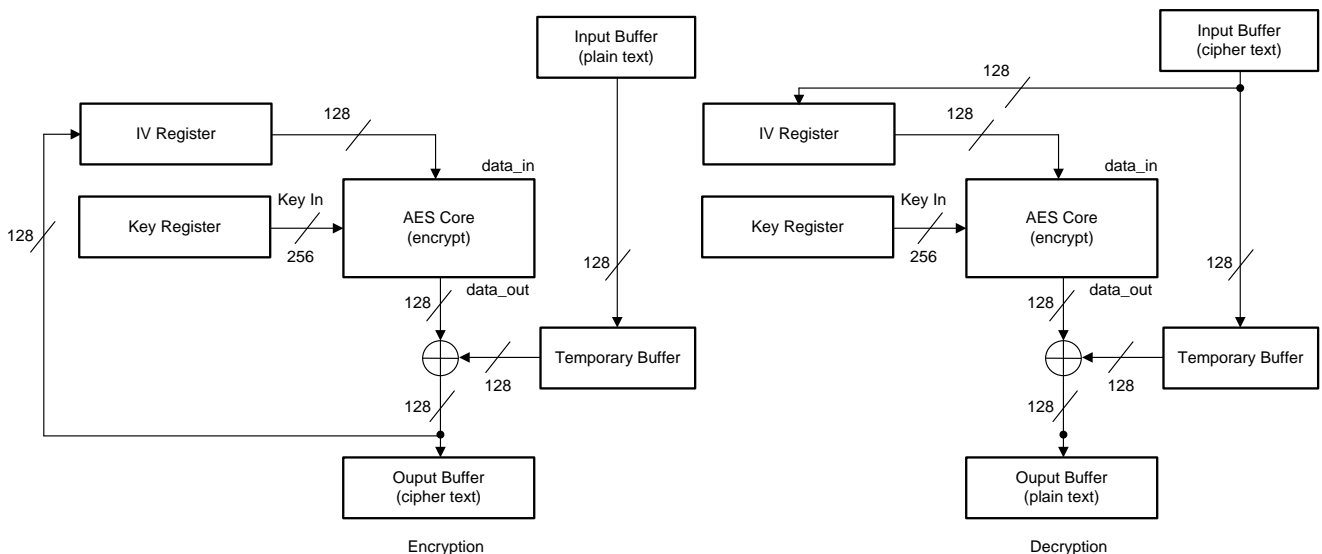 Input Buffer
(plain text)
128
IV Register
data_in
Key In
Key Register
AES Core
(encrypt)
128
256
128
data_out
128
Temporary Buffer
128
128
Ouput Buffer
(cipher text)
Encryption
Input Buffer
(cipher text)
128
128
IV Register
data_in
Key In
Key Register
AES Core
(encrypt)
256
128
data_out
128
Temporary Buffer
128
128
Ouput Buffer
(plain text)
Decryption